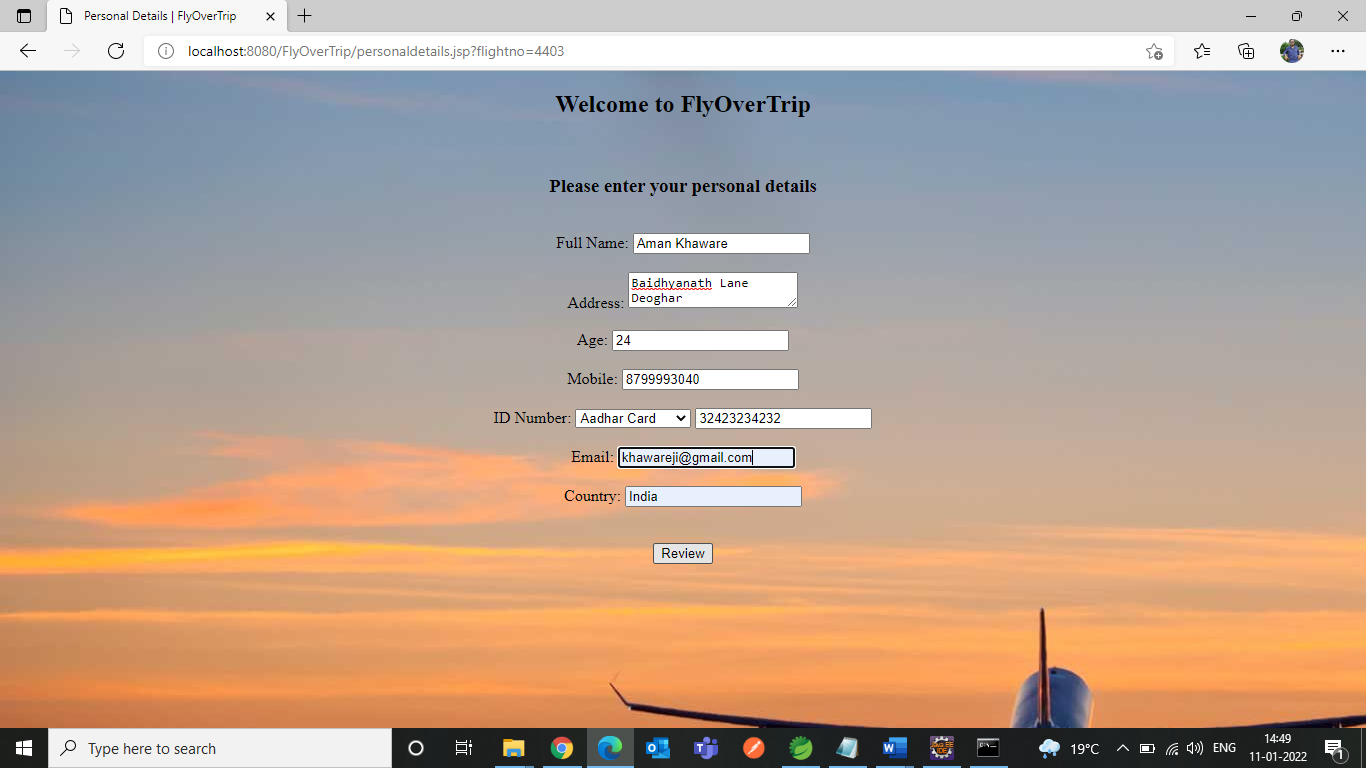 Personal Details | FlyOverTrip
localhost:8080/FlyOverTrip/personaldetails.jsp?flightno=4403
Welcome to FlyOverTrip
Please enter your personal details
Full Name: Aman Khaware
Address: Baidhyanath Lane
Deoghar
Age: 24
Mobile: 8799993040
ID Number: Aadhar Card 32423234232
Email: khawareji@gmail.com
Country: India
Review
Type here to search
19°C
ENG
14:49
11-01-2022
1